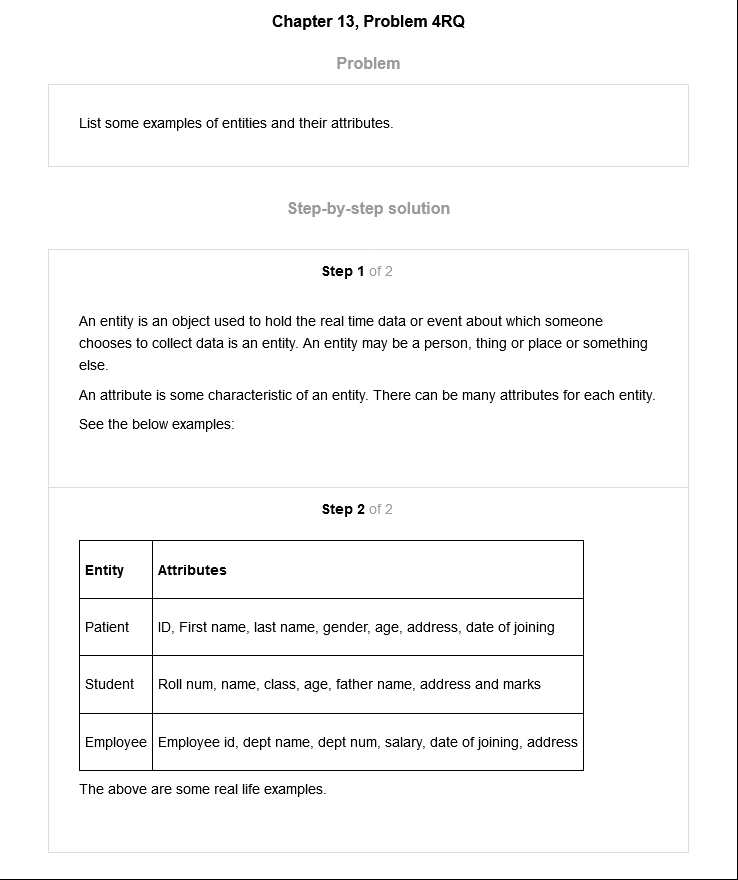 Chapter 13, Problem 4RQ
Problem
List some examples of entities and their attributes.
Step-by-step solution
Step 1 of 2
An entity is an object used to hold the real time data or event about which someone
chooses to collect data is an entity. An entity may be a person, thing or place or something
else.
An attribute is some characteristic of an entity. There can be many attributes for each entity.
See the below examples:
Step 2 of 2
Entity Attributes
Patient ID, First name, last name, gender, age, address, date of joining
Student Roll num, name, class, age, father name, address and marks
Employee Employee id, dept name, dept num, salary, date of joining, address
The above are some real life examples.